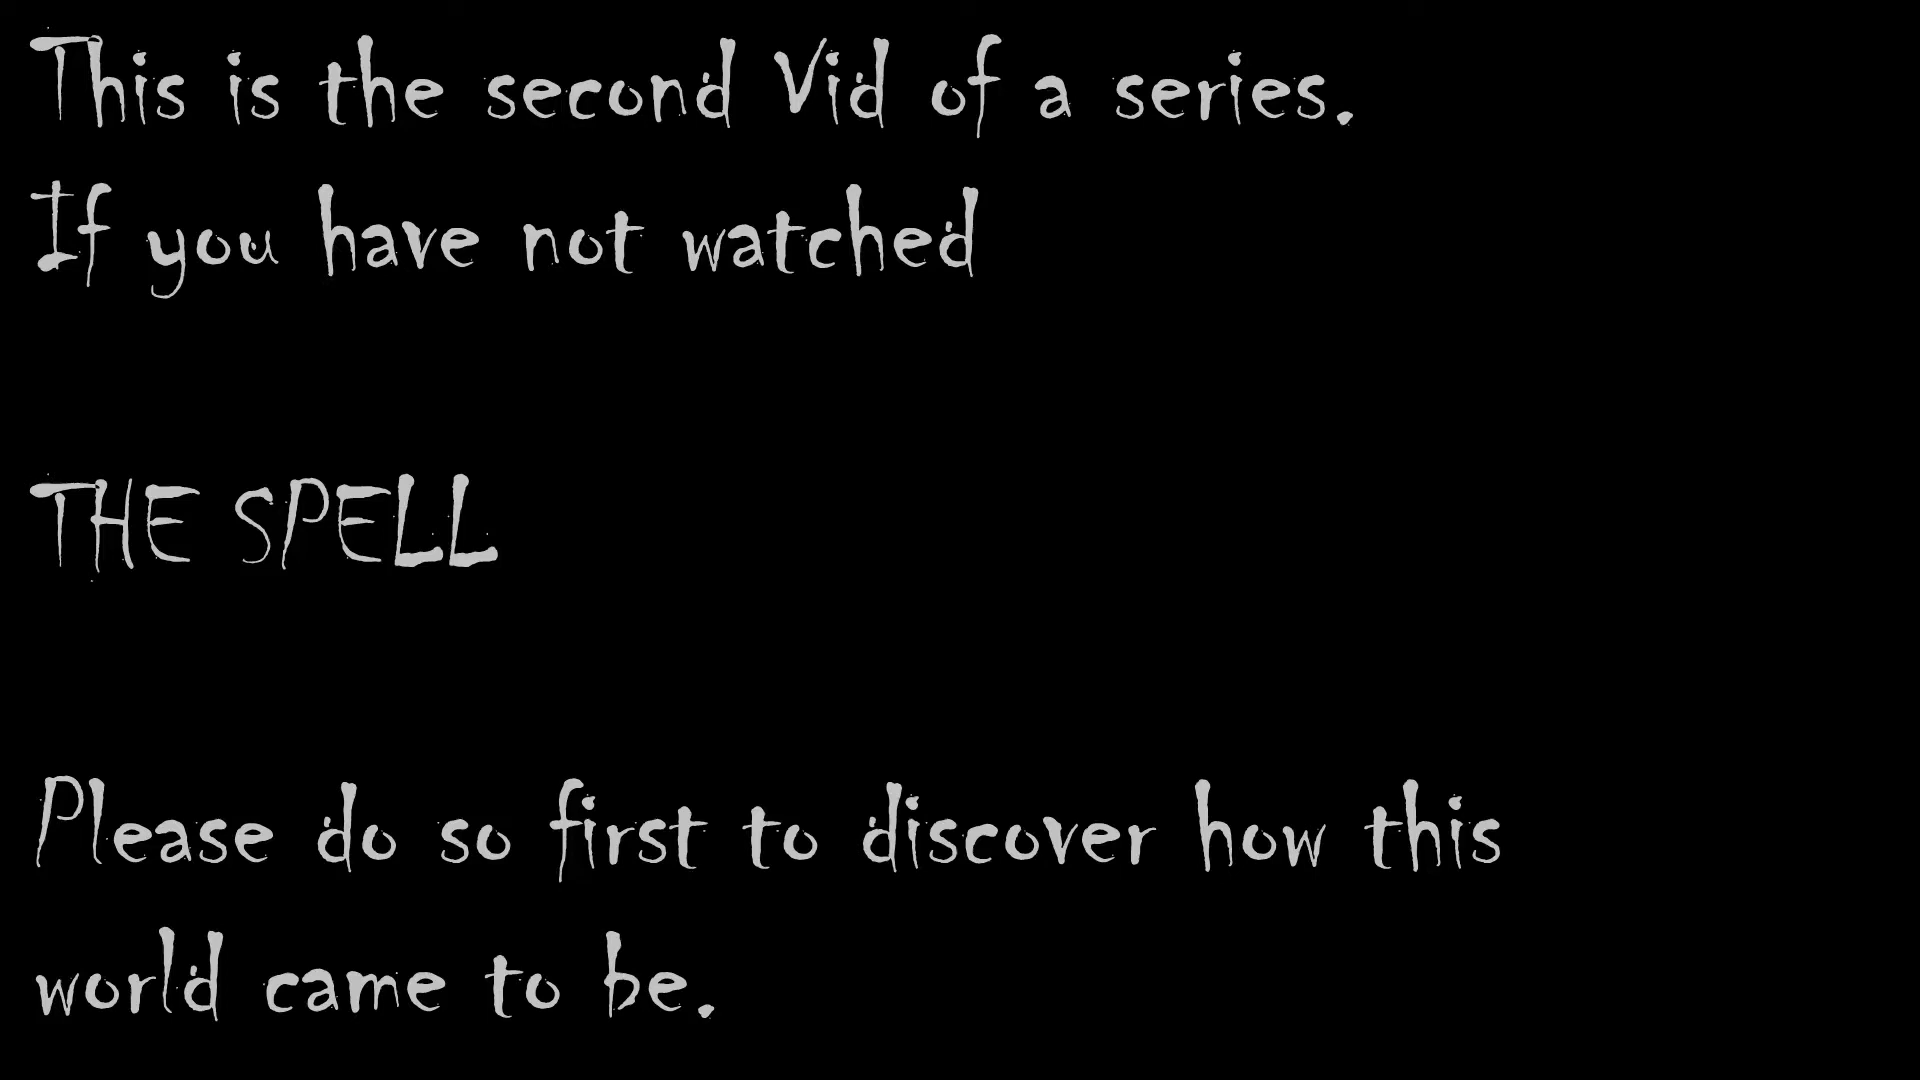 This is the second Vid of a series.
If you have not watched
THE SPELL
Please do so first to discover how this
world came to be.